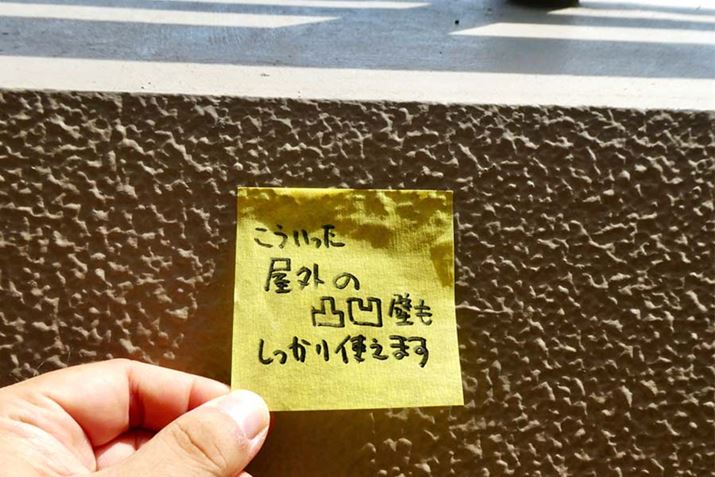 こういった
屋外の
凸凹壁も
しっかり使えます